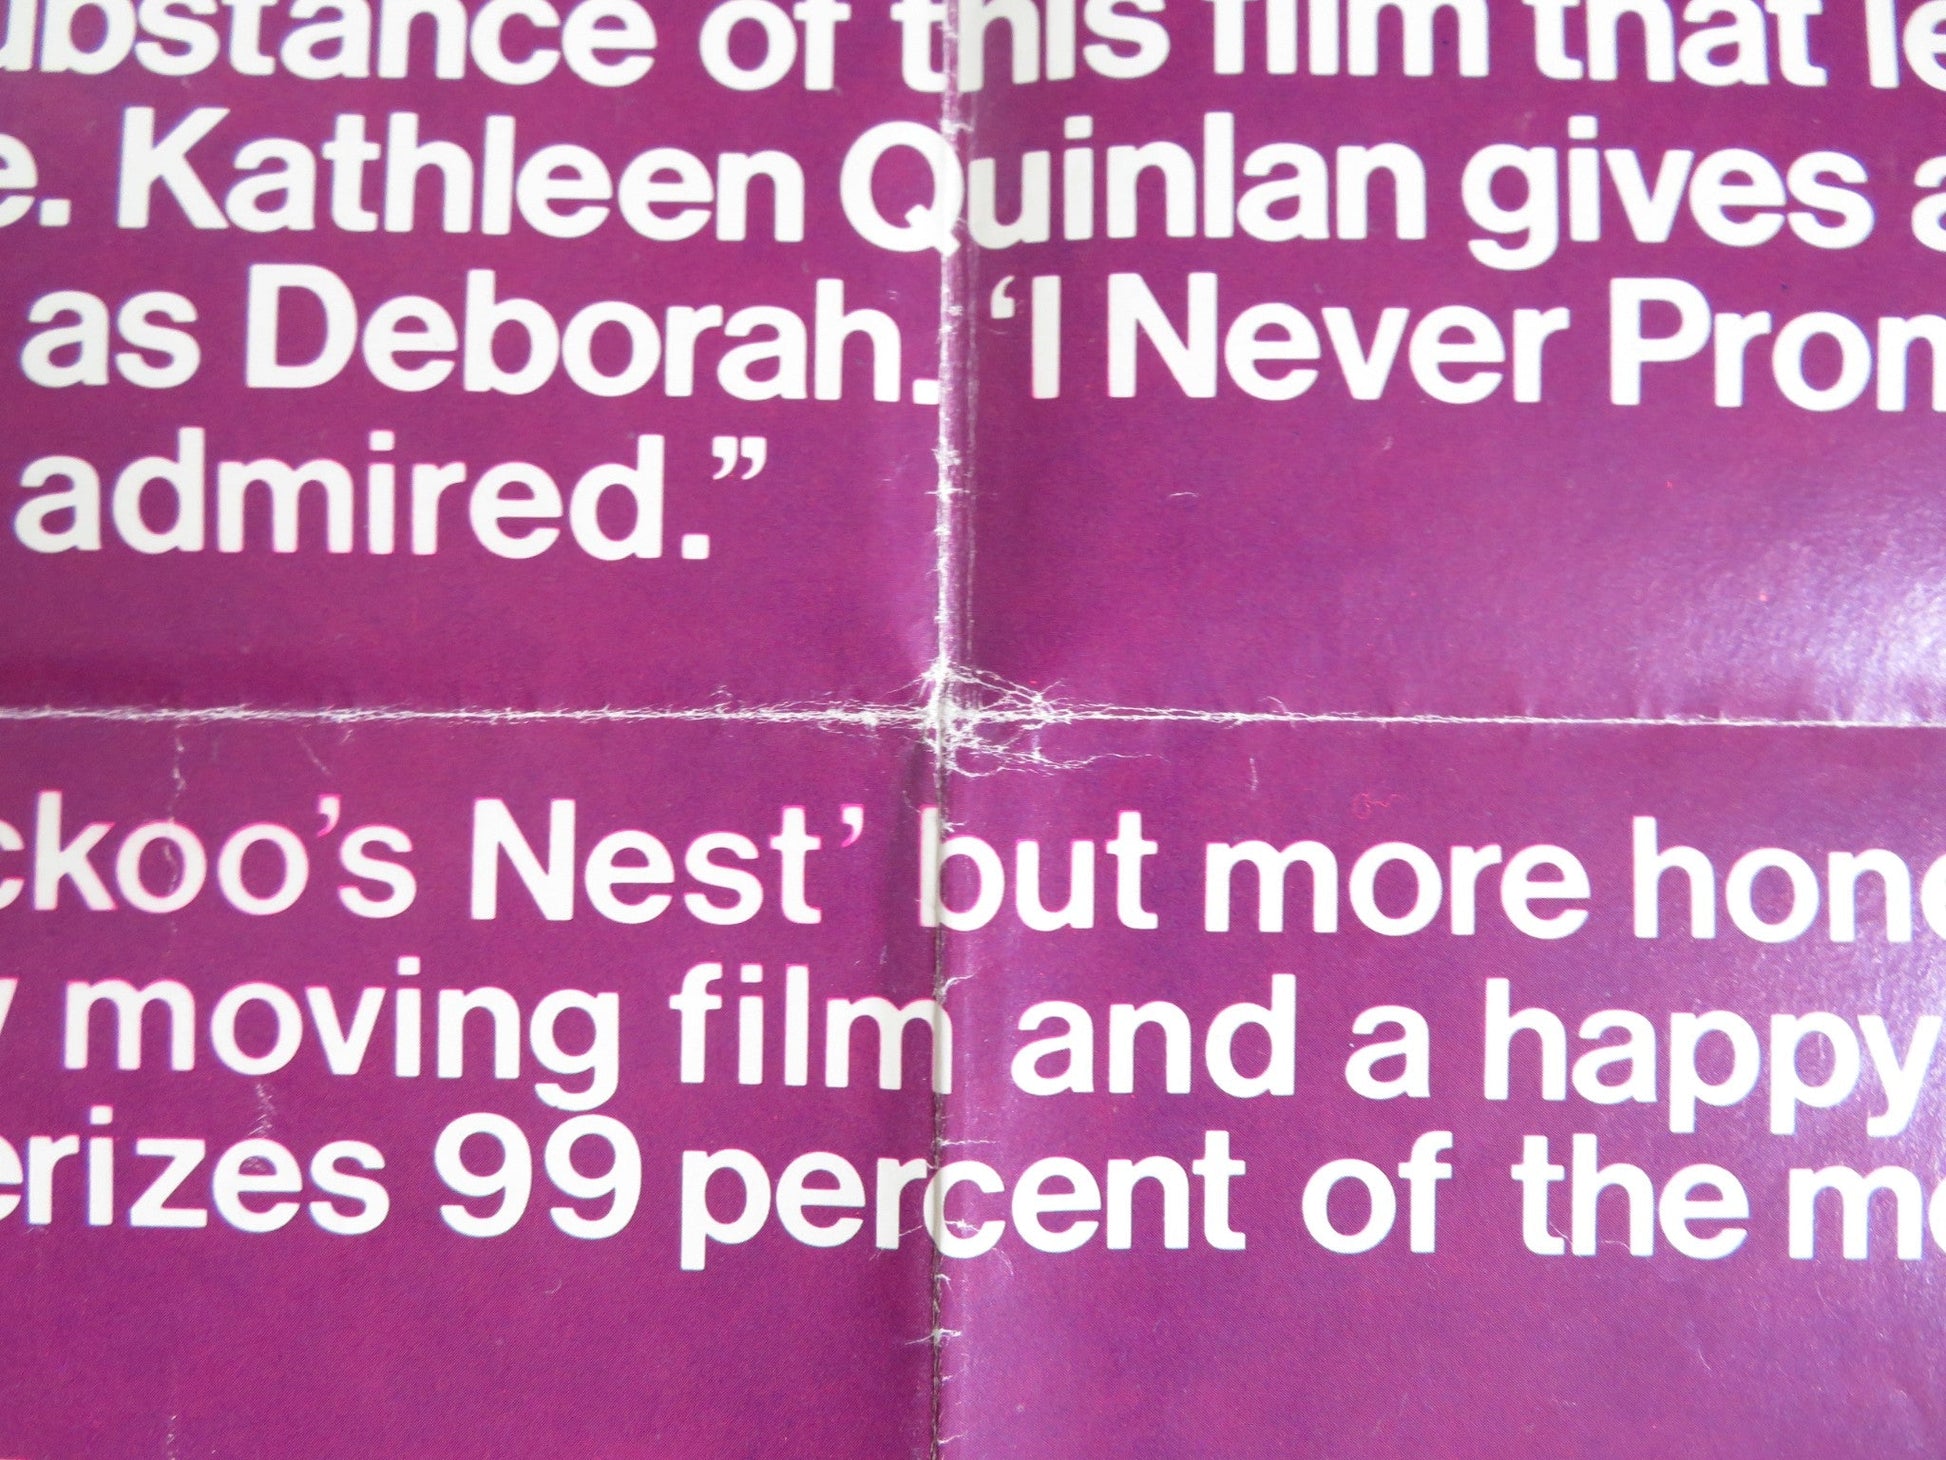 ubstance of this film that le
e. Kathleen Quinlan gives a
as Deborah. ‘I Never Prom
admired.”
ckoo’s Nest’ but more hone
y moving film and a happy
erizes 99 percent of the mo